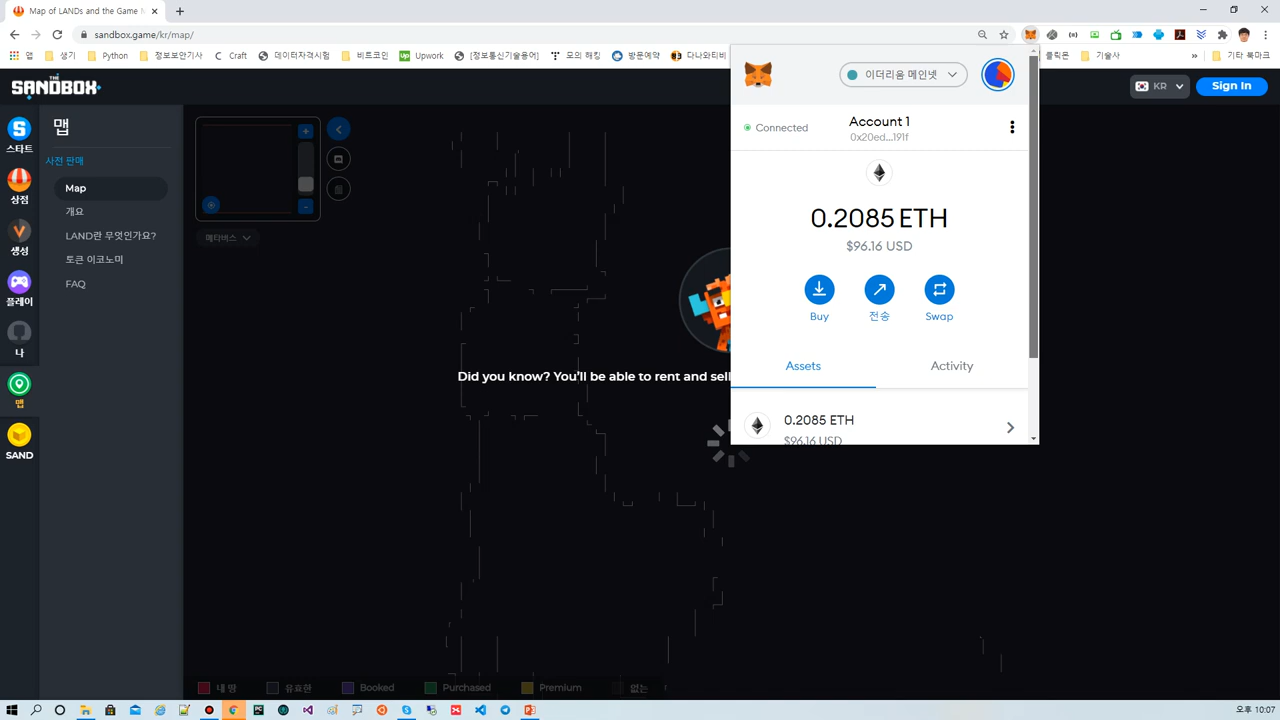 Map of LANDs and the Game M
sandbox.game/kr/map/
앱
생기
Python
정보보안기사
Craft
데이터자격시...
비트코인
Upwork
[정보통신기술용어]
모의 해킹
방문예약
다나와비교
클릭온
기술사
»
기타 북마크
THE
SANDBOX
KR
Sign In
스타트
상점
생성
플레이
나
맵
SAND
맵
사전 판매
Map
개요
LAND란 무엇인가요?
토큰 이코노미
FAQ
메타버스
Did you know? You'll be able to rent and sell
이더리움 메인넷
Connected
Account 1
0x20ed...191f
0.2085 ETH
$96.16 USD
Buy
전송
Swap
Assets
Activity
0.2085 ETH
$96.16 USD
내 땅
유효한
Booked
Purchased
Premium
없는
오후 10:07